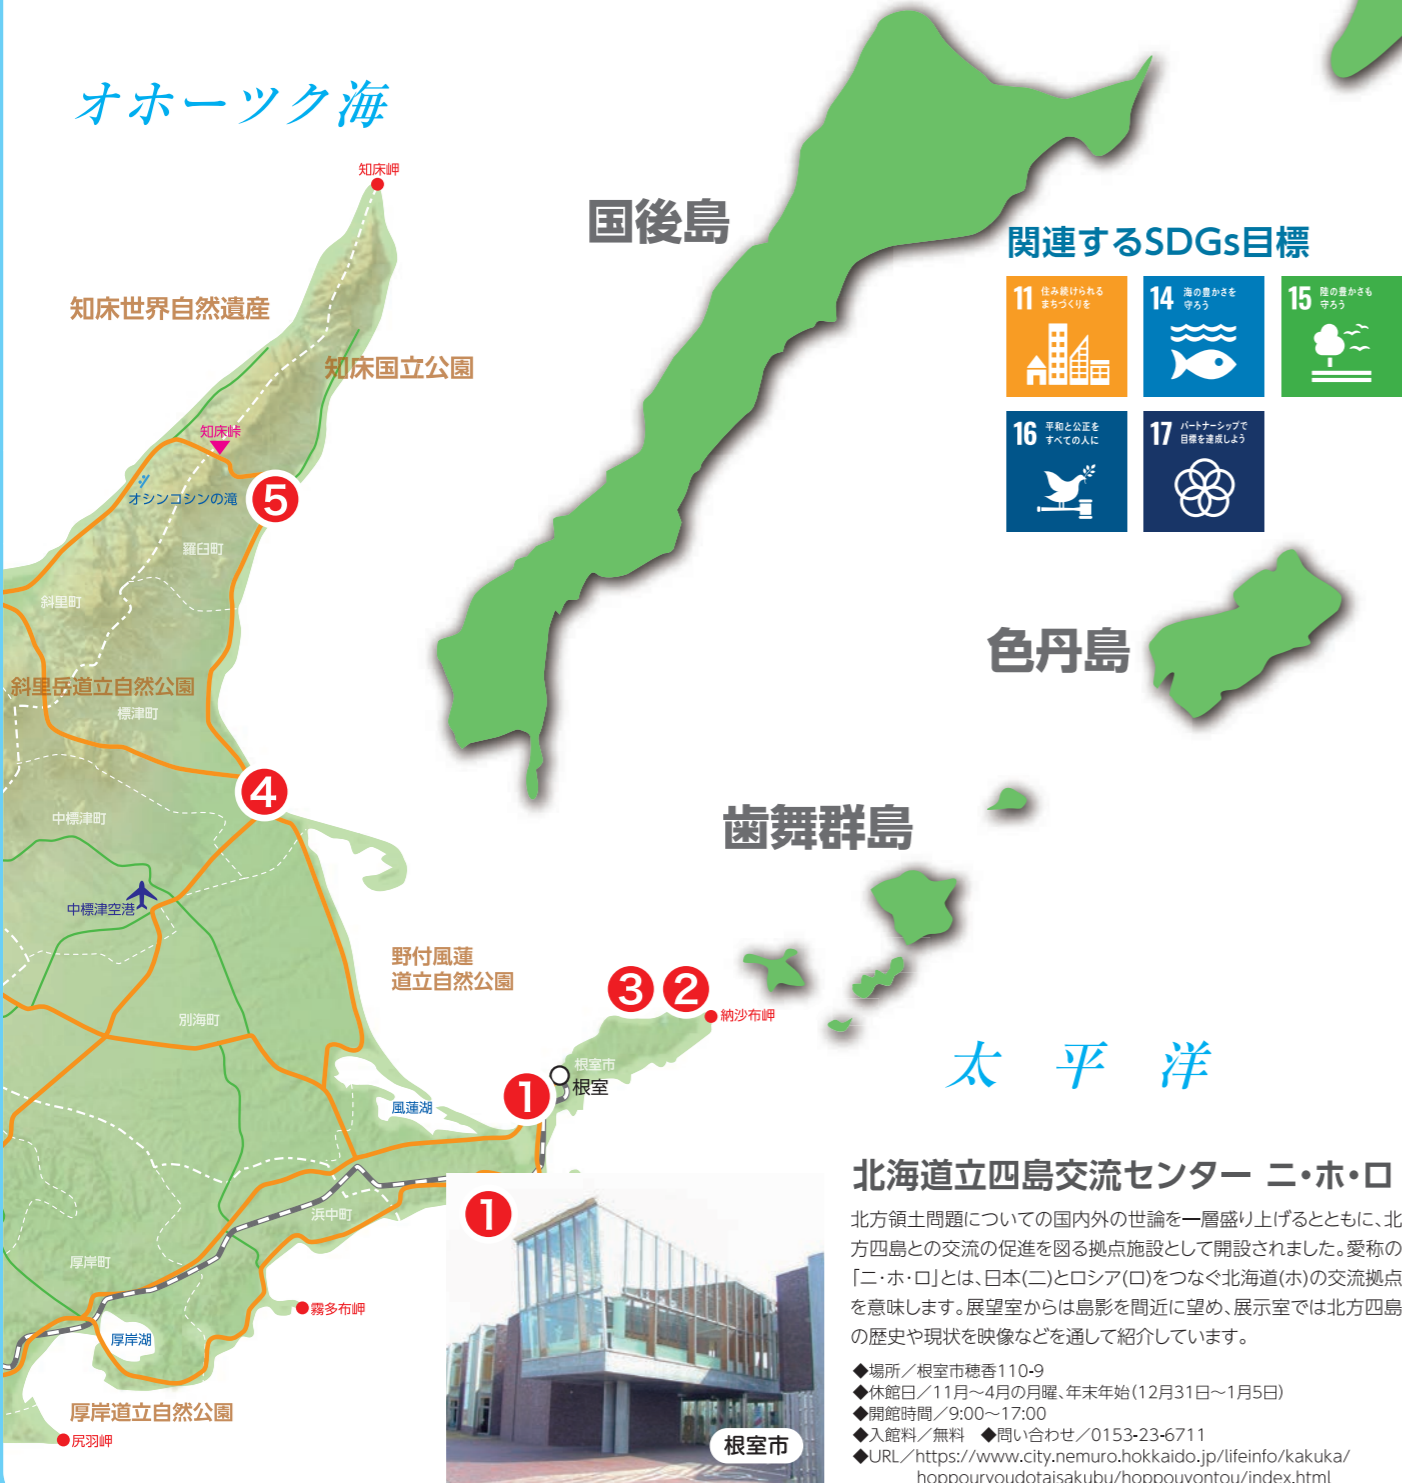 オホーツク海
知床岬
国後島
関連するSDGs目標
11 住み続けられる
まちづくりを
14 海の豊かさを
守ろう
15 陸の豊かさも
守ろう
16 平和と公正を
すべての人に
17 パートナーシップで
目標を達成しよう
知床世界自然遺産
知床国立公園
知床峠
オシンコシンの滝
5
羅臼町
斜里町
色丹島
斜里岳道立自然公園
標津町
4
中標津町
歯舞群島
中標津空港
野付風蓮
道立自然公園
3 2
納沙布岬
別海町
根室市
根室
1
風蓮湖
太平洋
浜中町
厚岸町
霧多布岬
厚岸湖
厚岸道立自然公園
尻羽岬
1
根室市
北海道立四島交流センター ニ・ホ・ロ
北方領土問題についての国内外の世論を一層盛り上げるとともに、北
方四島との交流の促進を図る拠点施設として開設されました。愛称の
「ニ・ホ・ロ」とは、日本(ニ)とロシア(ロ)をつなぐ北海道(ホ)の交流拠点
を意味します。展望室からは島影を間近に望め、展示室では北方四島
の歴史や現状を映像などを通して紹介しています。
◆場所／根室市穂香110-9
◆休館日／11月～4月の月曜、年末年始(12月31日～1月5日)
◆開館時間／9:00～17:00
◆入館料／無料 ◆問い合わせ／0153-23-6711
◆URL／https://www.city.nemuro.hokkaido.jp/lifeinfo/kakuka/
hoppouryoudotaisakubu/hoppouyontou/index.html